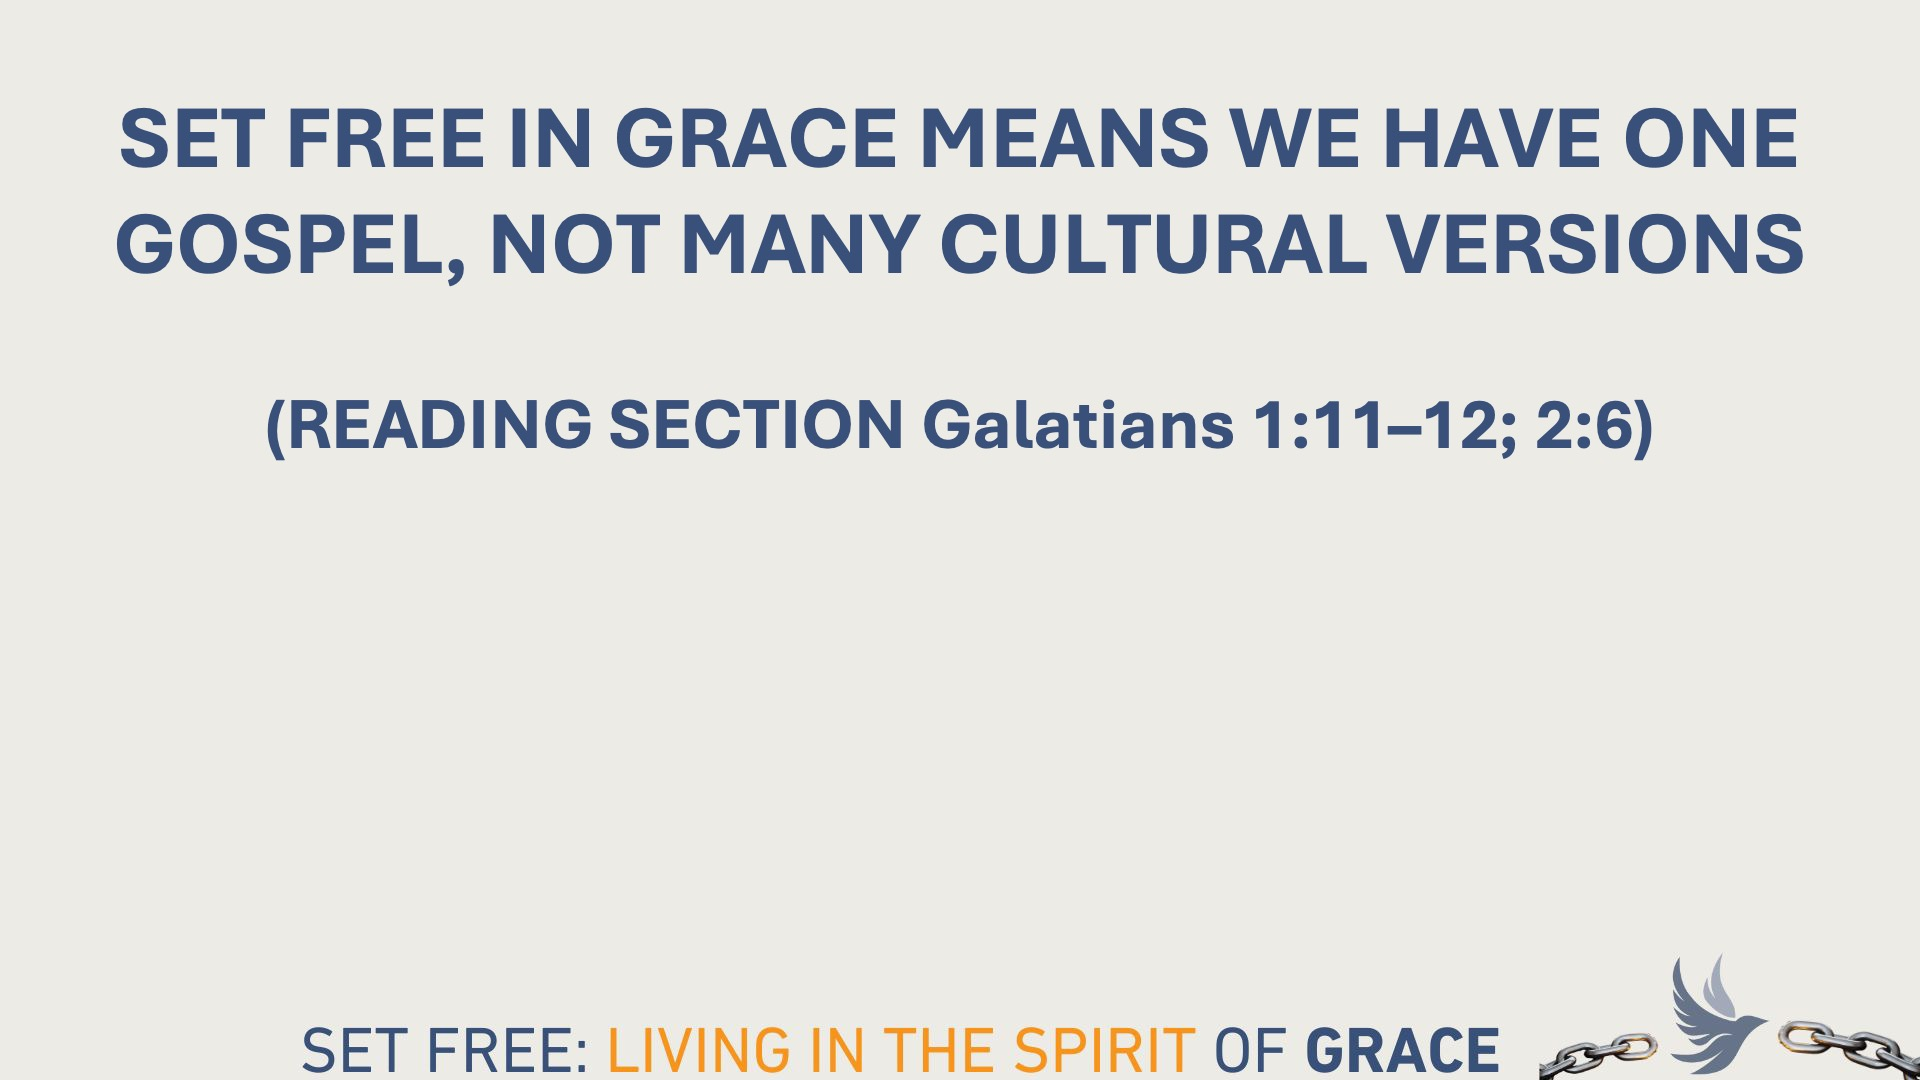 SET FREE IN GRACE MEANS WE HAVE ONE
GOSPEL, NOT MANY CULTURAL VERSIONS
(READING SECTION Galatians 1:11–12; 2:6)
SET FREE: LIVING IN THE SPIRIT OF GRACE